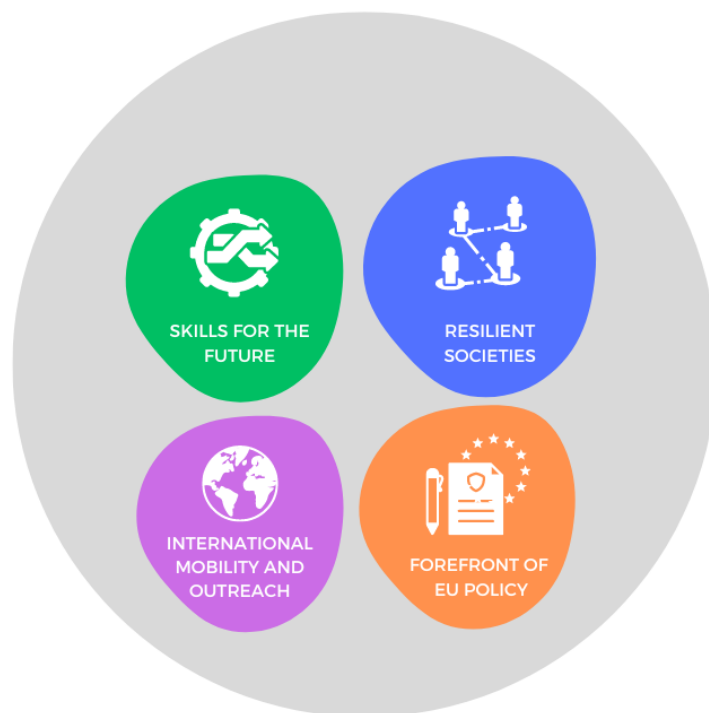 SKILLS FOR THE
FUTURE
RESILIENT
SOCIETIES
INTERNATIONAL
MOBILITY AND
OUTREACH
FOREFRONT OF
EU POLICY